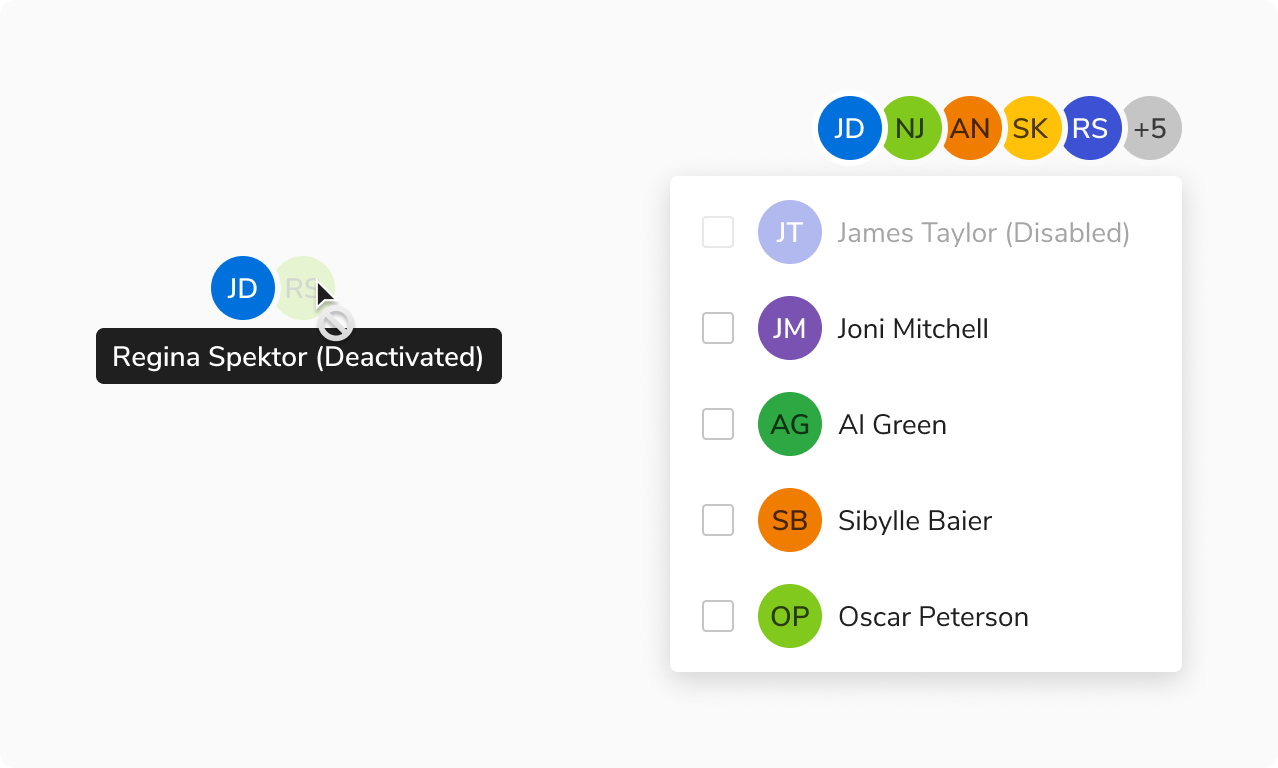 JD RS
Regina Spektor (Deactivated)
JD NJ AN SK RS +5
JT James Taylor (Disabled)
JM Joni Mitchell
AG Al Green
SB Sibylle Baier
OP Oscar Peterson